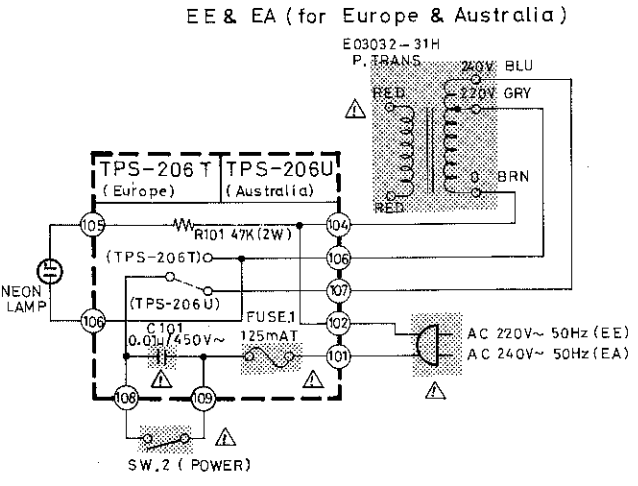 EE & EA (for Europe & Australia)
E03032-31H
P. TRANS
240V BLU
220V GRY
RED
0 BRN
RED
TPS-206T TPS-206U
(Europe) (Australia)
105
R101 47K(2W)
104
(TPS-206T)
106
107
NEON
LAMP
(TPS-206U)
106
C101
0.01μ/450V~
FUSE.1
125mAT
102
101
AC 220V~ 50Hz (EE)
AC 240V~ 50Hz (EA)
108
109
SW.2 (POWER)